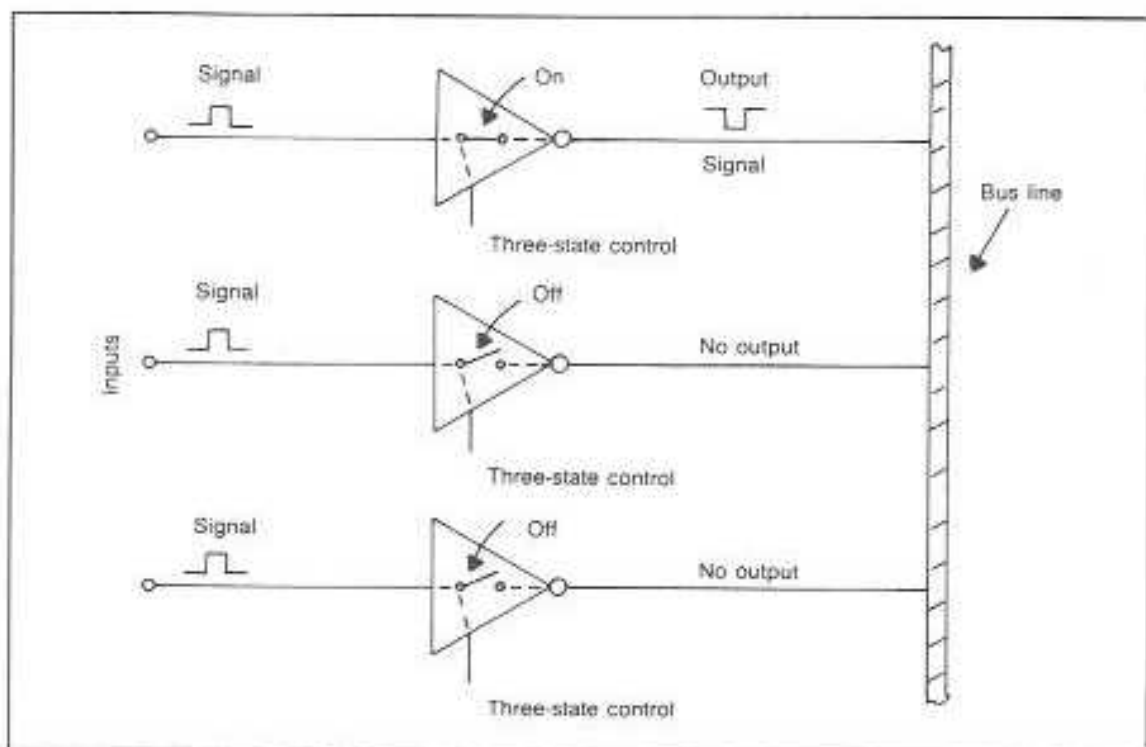 Signal
On
Output
Signal
Bus line
Three-state control
Signal
Off
Inputs
No output
Three-state control
Signal
Off
No output
Three-state control